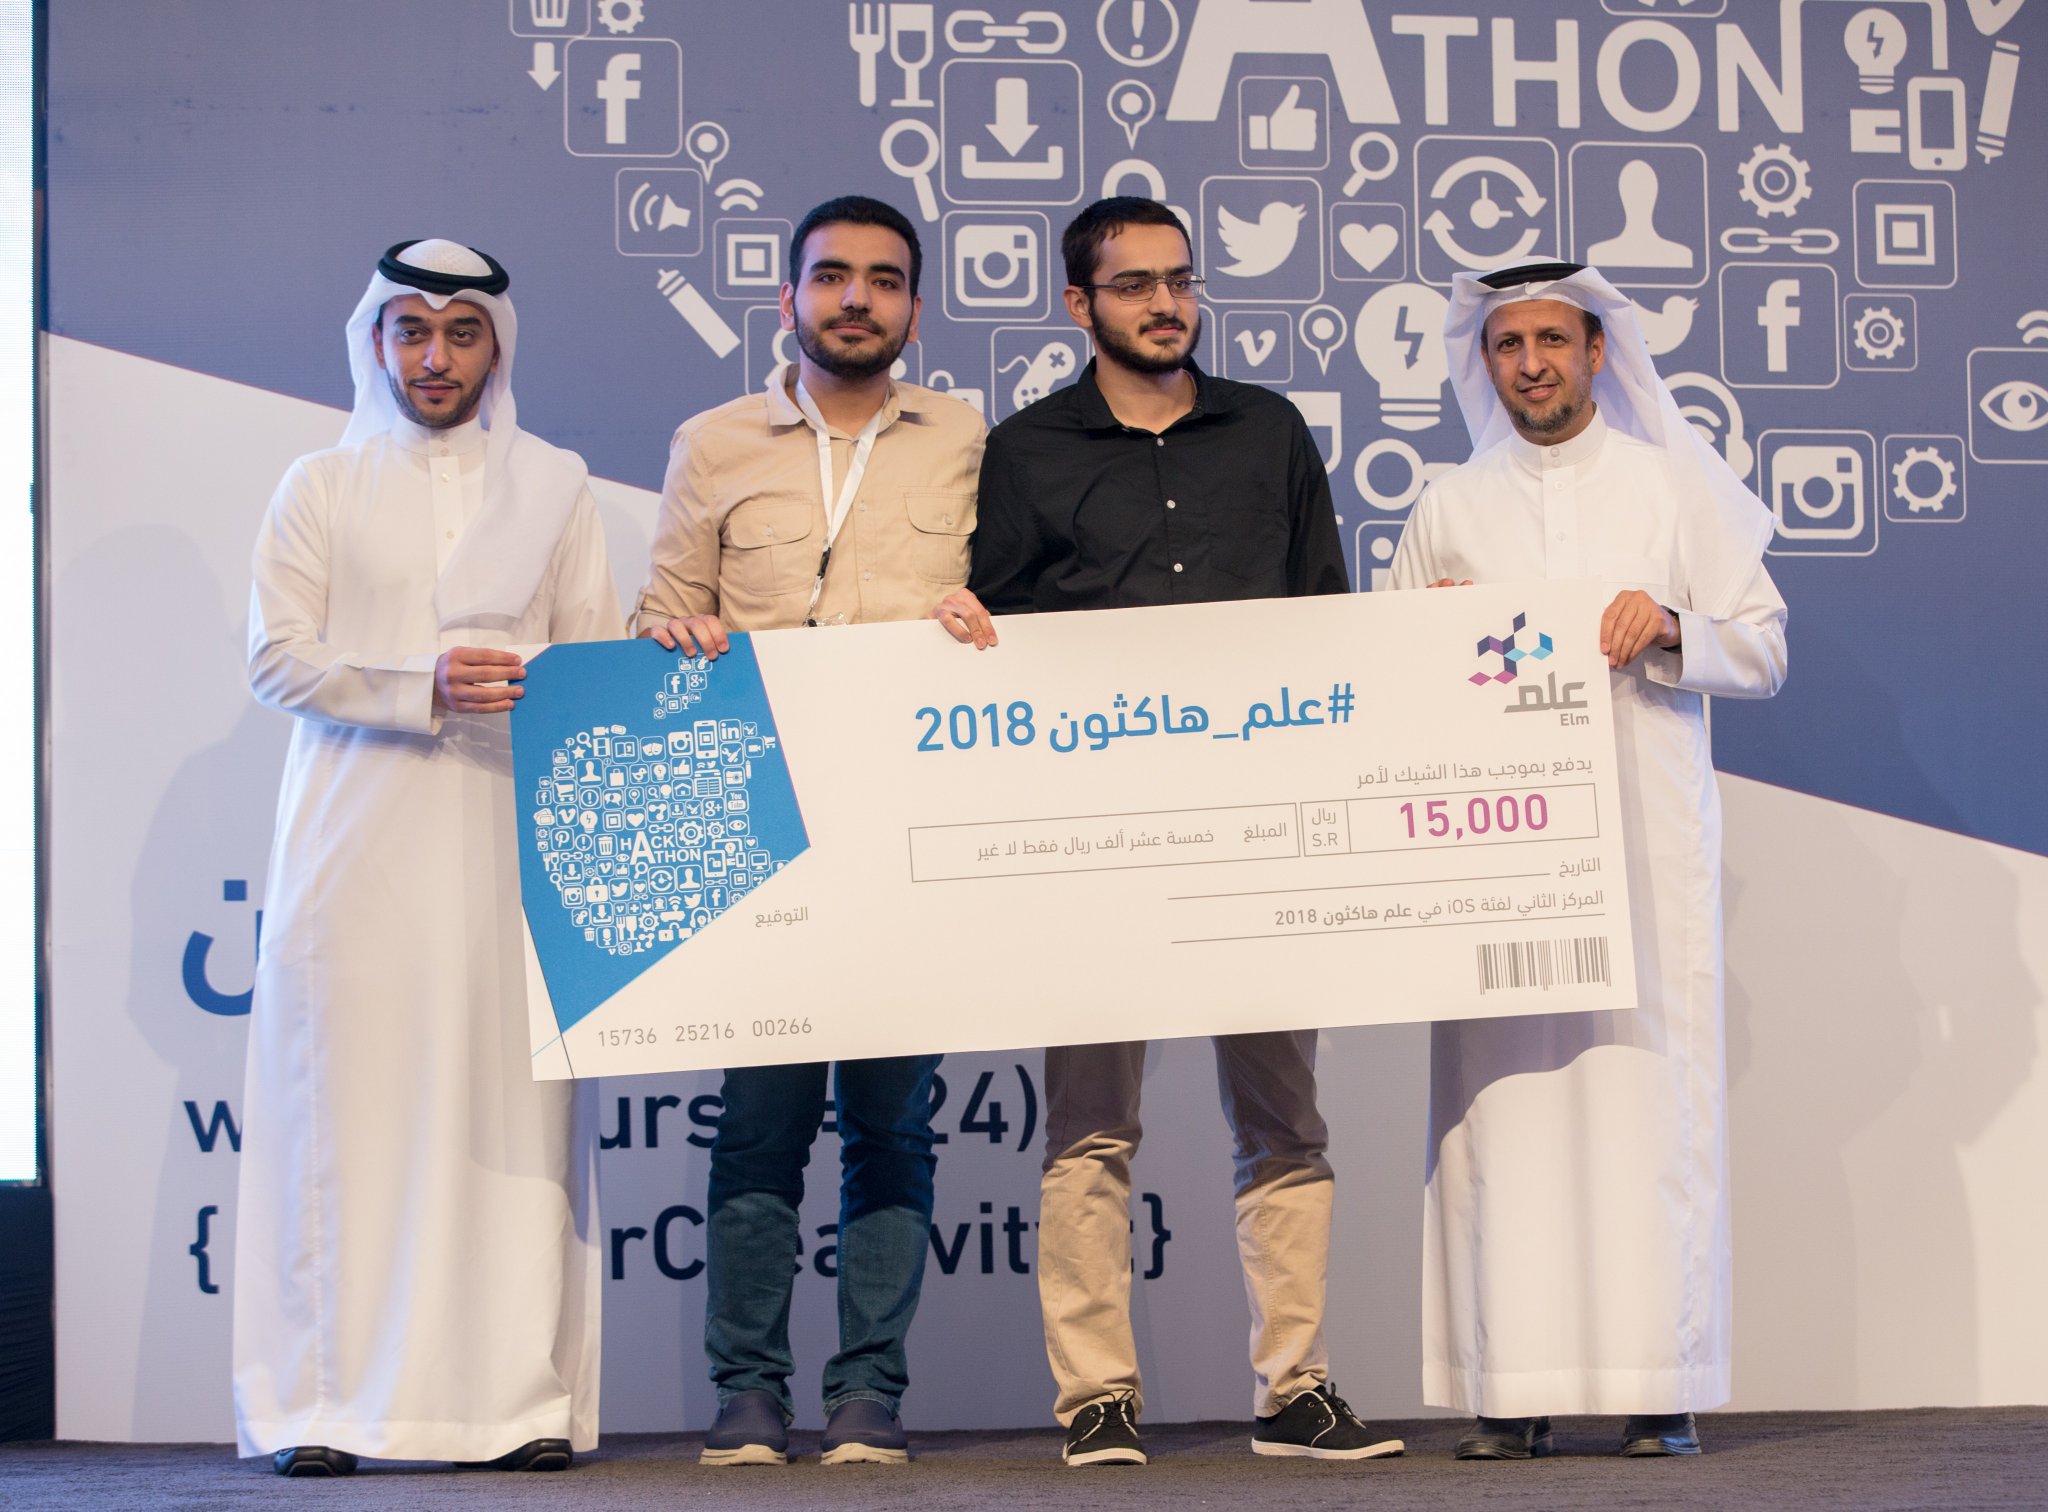 ATHON
#علم_هاكثون 2018
علم
Elm
يدفع بموجب هذا الشيك لأمر
15,000
ريال
S.R
المبلغ خمسة عشر ألف ريال فقط لا غير
التاريخ
المركز الثاني لفئة iOS في علم هاكثون 2018
التوقيع
HACK
ATHON
15736 25216 00266
24)
{
}